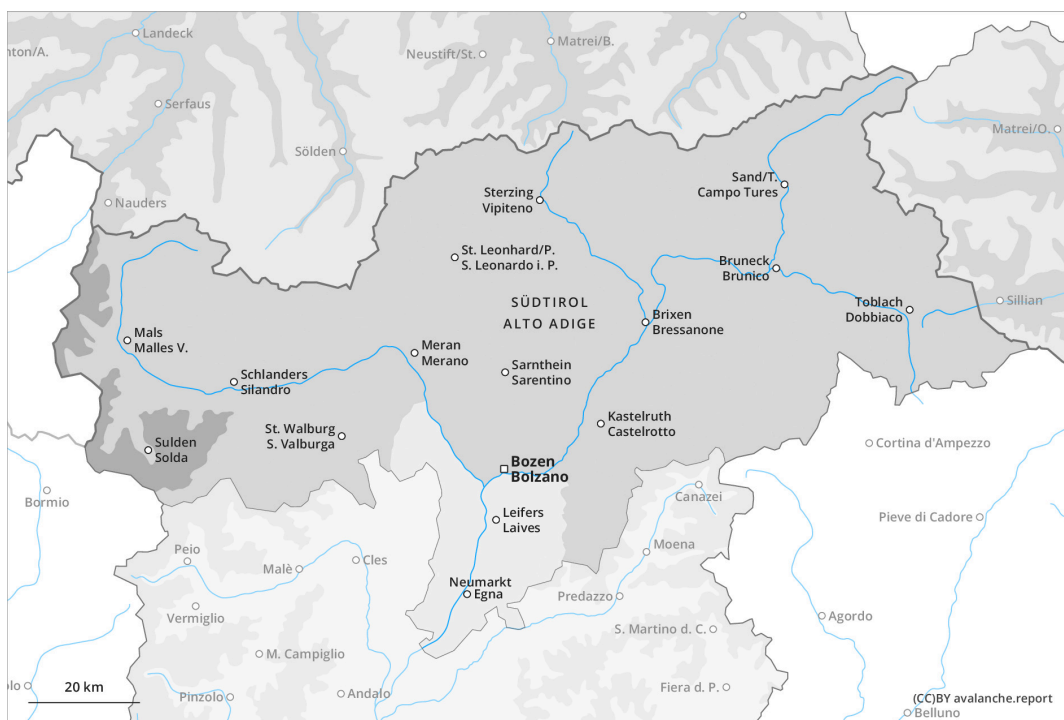 Landeck
nton/A.
Neustift/St.
Matrei/B.
Serfaus
Matrei/O.
Sölden
Nauders
Sterzing
Vipiteno
Sand/T.
Campo Tures
St. Leonhard/P.
S. Leonardo i. P.
Bruneck
Brunico
SÜDTIROL
ALTO ADIGE
Toblach
Dobbiaco
Sillian
Brixen
Bressanone
Mals
Malles V.
Meran
Merano
Schlanders
Silandro
Sarnthein
Sarentino
St. Walburg
S. Valburga
Kastelruth
Castelrotto
Sulden
Solda
Cortina d'Ampezzo
Bozen
Bolzano
Bormio
Canazei
Leifers
Laives
Pieve di Cadore
Peio
Malè
Cles
Moena
Neumarkt
Egna
Vermiglio
Predazzo
Agordo
S. Martino d. C.
M. Campiglio
olo
20 km
Pinzolo
Andalo
Fiera d. P.
(CC)BY avalanche.report
Belluno